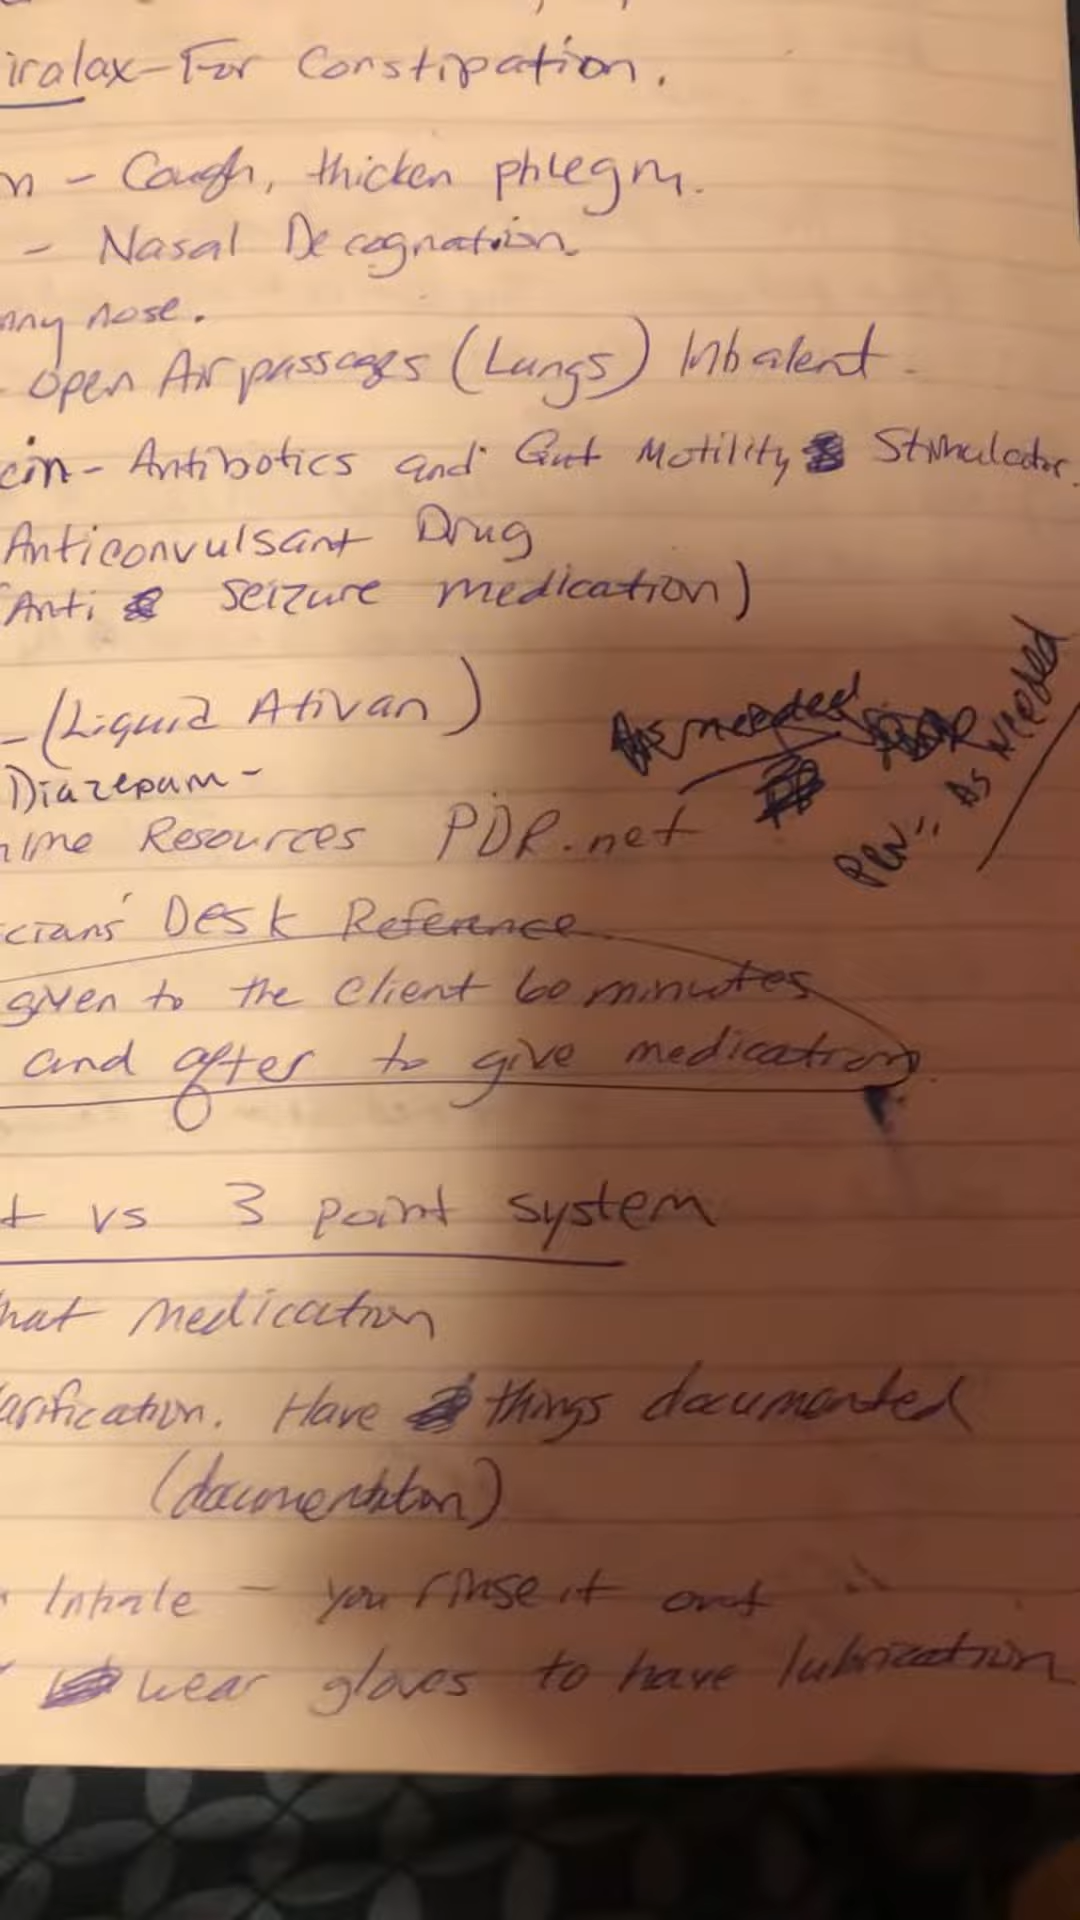 iralax-For Constipation.
n - Cough, thicken phlegm.
- Nasal Decognation.
nny nose.
- Open Air passages (Lungs) Inhalent.
cin - Antibotics and Gut Motility Stimulator.
Anticonvulsant Drug
(Anti seizure medication)
- (Liquid Ativan)
As needed
As Needed
Diazepam-
nline Resources PDR.net
cians' Desk Reference
given to the client 60 minutes
and after to give medication.
t vs 3 point system
hat Medication
larification. Have things documented
(documentation)
Inhale - you rinse it out
wear gloves to have lubrication